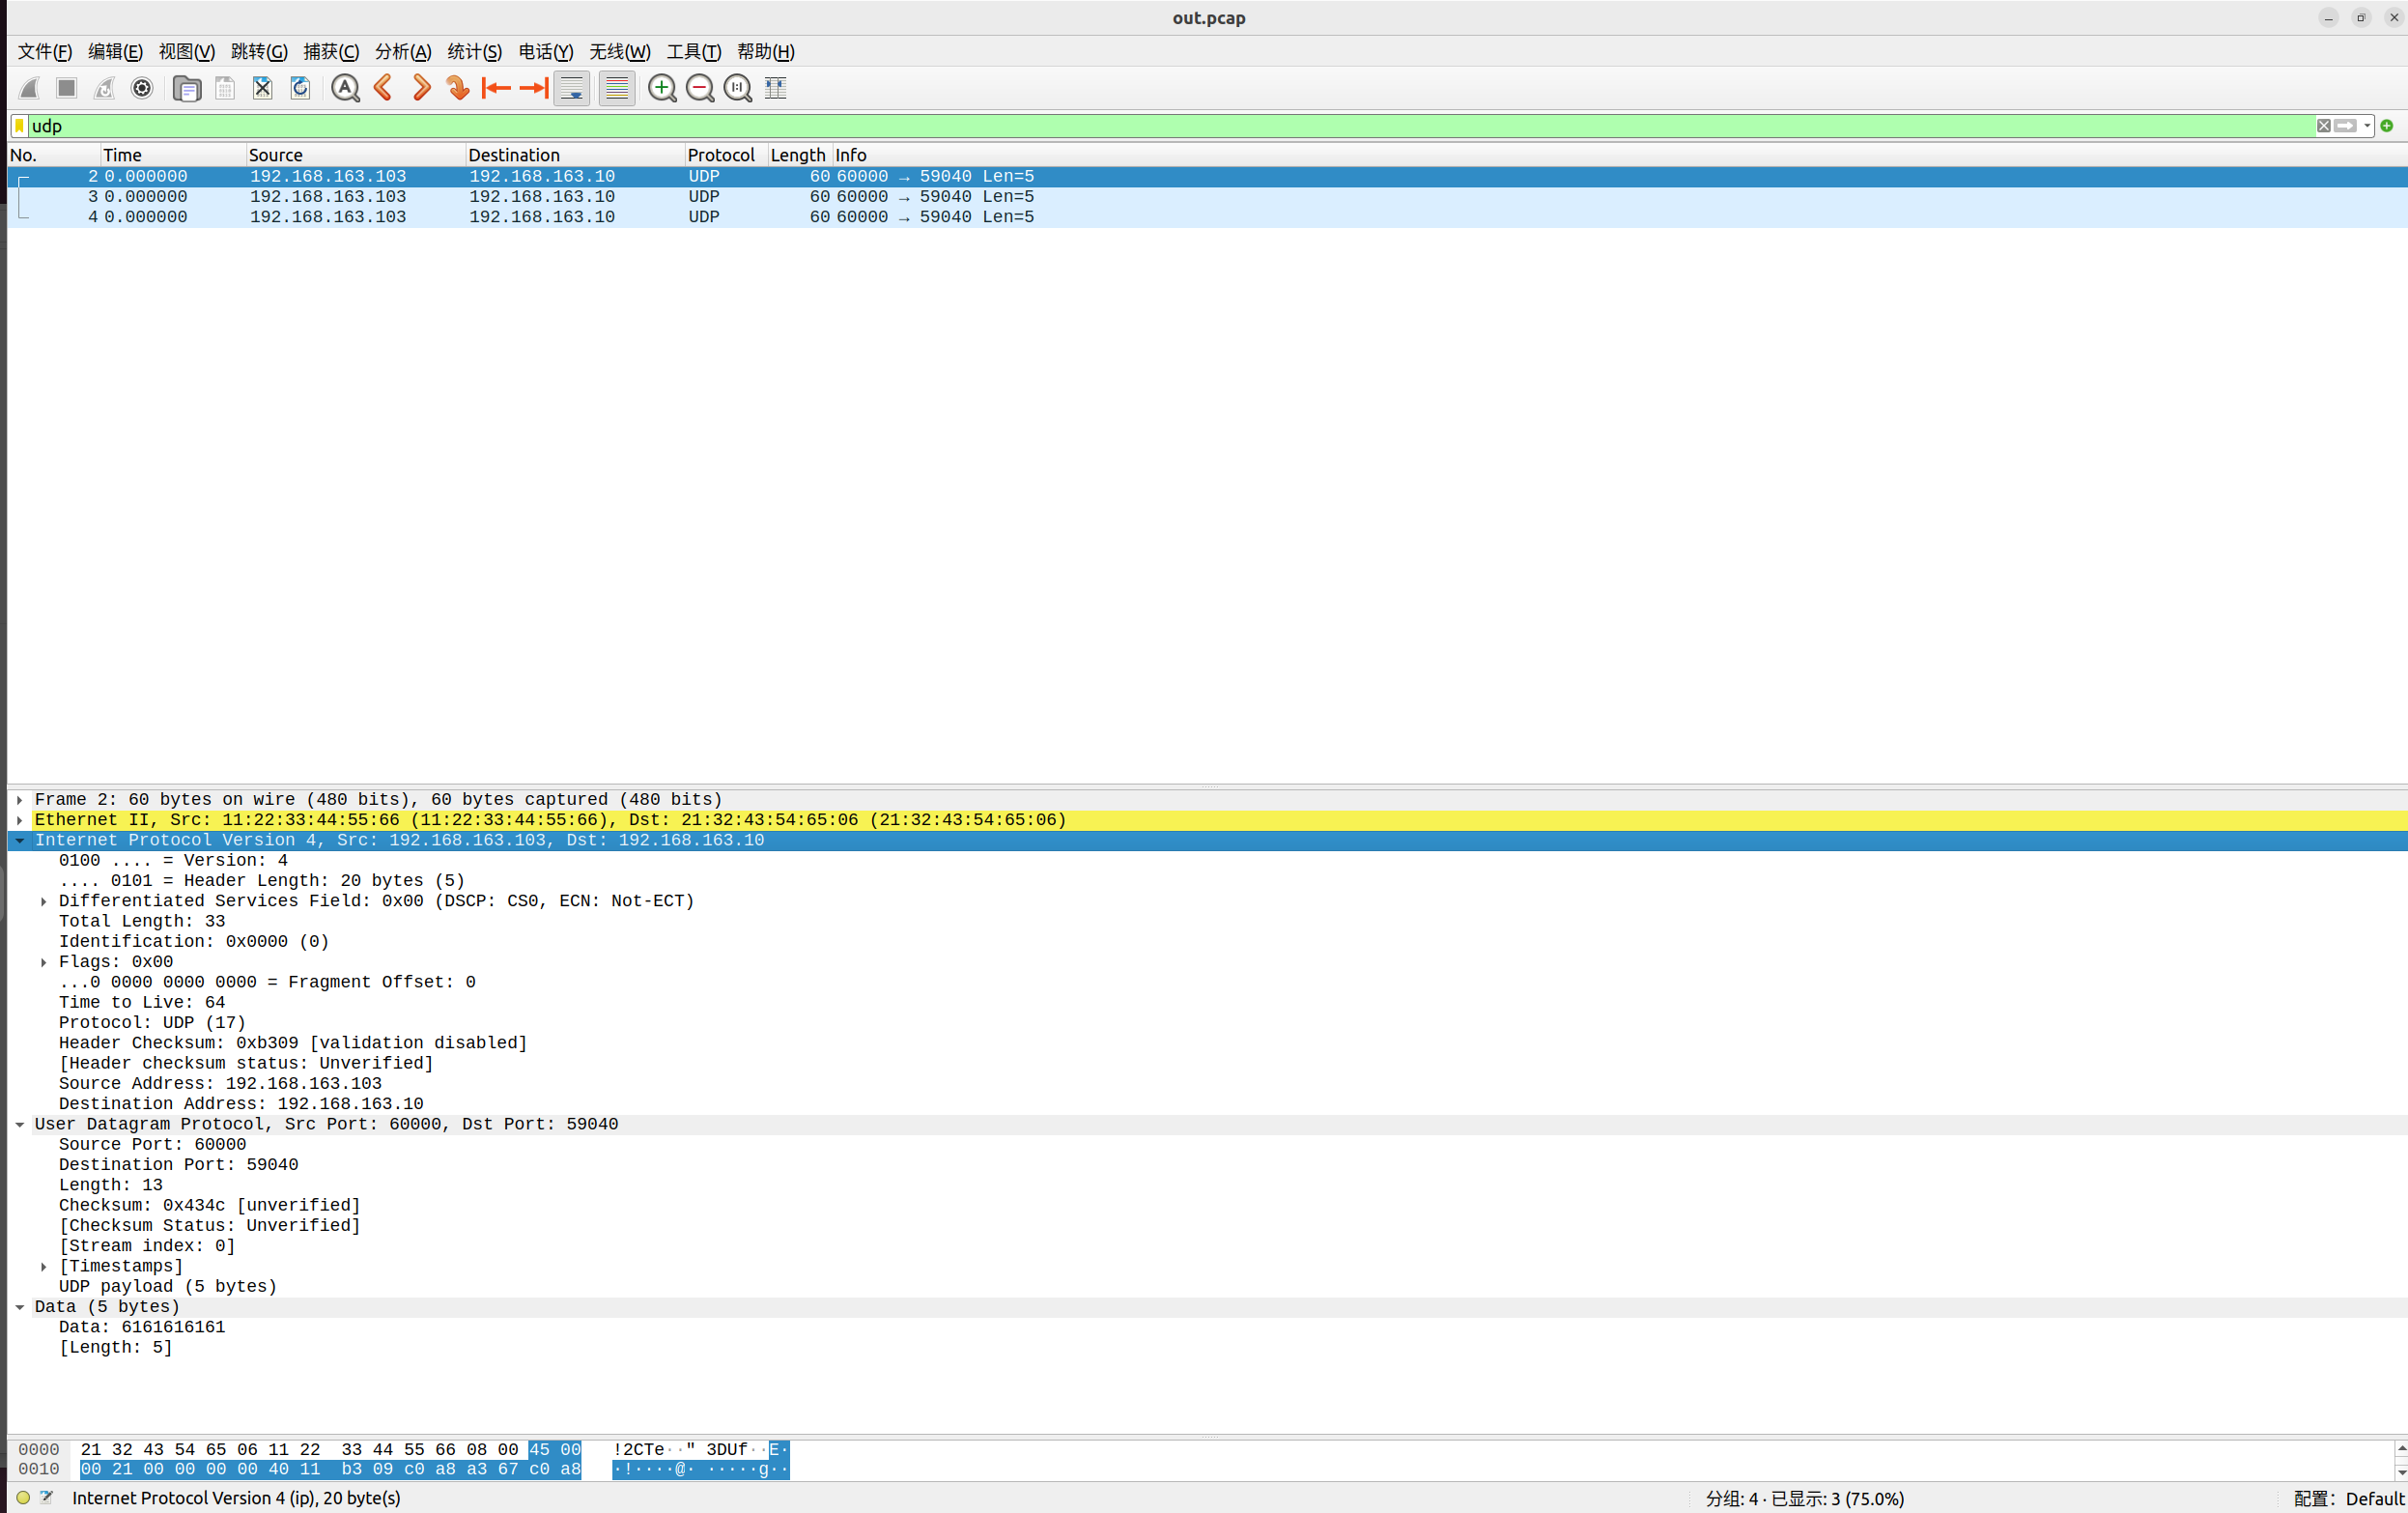 out.pcap
文件(F) 编辑(E) 视图(V) 跳转(G) 捕获(C) 分析(A) 统计(S) 电话(Y) 无线(W) 工具(T) 帮助(H)
udp
No. Time Source Destination Protocol Length Info
2 0.000000 192.168.163.103 192.168.163.10 UDP 60 60000 → 59040 Len=5
3 0.000000 192.168.163.103 192.168.163.10 UDP 60 60000 → 59040 Len=5
4 0.000000 192.168.163.103 192.168.163.10 UDP 60 60000 → 59040 Len=5
Frame 2: 60 bytes on wire (480 bits), 60 bytes captured (480 bits)
Ethernet II, Src: 11:22:33:44:55:66 (11:22:33:44:55:66), Dst: 21:32:43:54:65:06 (21:32:43:54:65:06)
Internet Protocol Version 4, Src: 192.168.163.103, Dst: 192.168.163.10
0100 .... = Version: 4
.... 0101 = Header Length: 20 bytes (5)
Differentiated Services Field: 0x00 (DSCP: CS0, ECN: Not-ECT)
Total Length: 33
Identification: 0x0000 (0)
Flags: 0x00
...0 0000 0000 0000 = Fragment Offset: 0
Time to Live: 64
Protocol: UDP (17)
Header Checksum: 0xb309 [validation disabled]
[Header checksum status: Unverified]
Source Address: 192.168.163.103
Destination Address: 192.168.163.10
User Datagram Protocol, Src Port: 60000, Dst Port: 59040
Source Port: 60000
Destination Port: 59040
Length: 13
Checksum: 0x434c [unverified]
[Checksum Status: Unverified]
[Stream index: 0]
[Timestamps]
UDP payload (5 bytes)
Data (5 bytes)
Data: 6161616161
[Length: 5]
0000 21 32 43 54 65 06 11 22 33 44 55 66 08 00 45 00 !2CTe··" 3DUf··E·
0010 00 21 00 00 00 00 40 11 b3 09 c0 a8 a3 67 c0 a8 ·!····@· ·····g··
Internet Protocol Version 4 (ip), 20 byte(s) 分组: 4 · 已显示: 3 (75.0%) 配置: Default